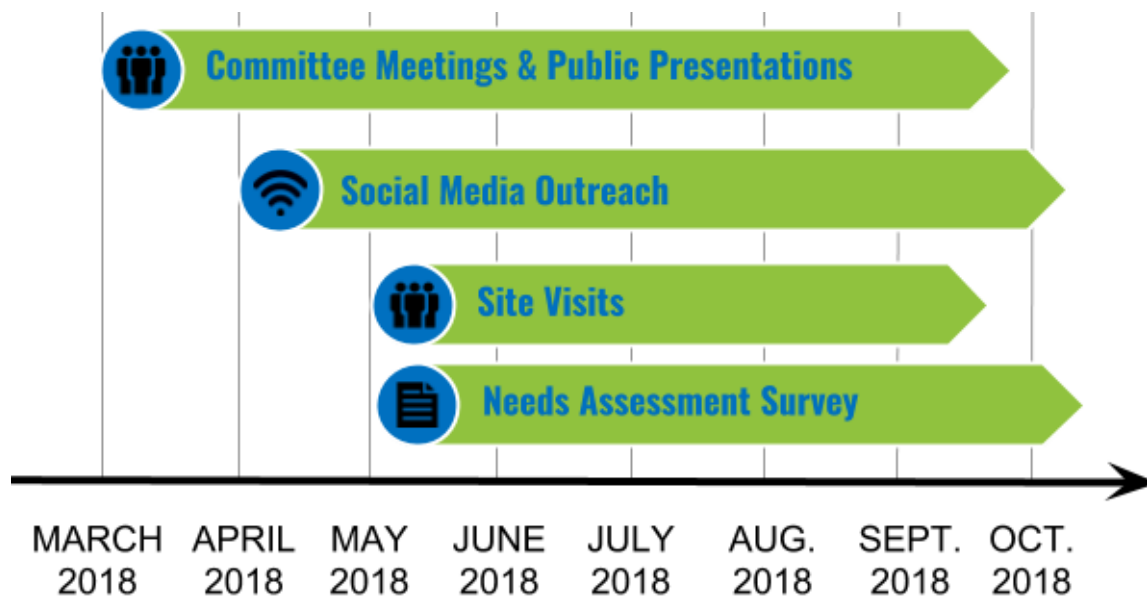 Committee Meetings & Public Presentations
Social Media Outreach
Site Visits
Needs Assessment Survey
MARCH APRIL MAY JUNE JULY AUG. SEPT. OCT.
2018 2018 2018 2018 2018 2018 2018 2018